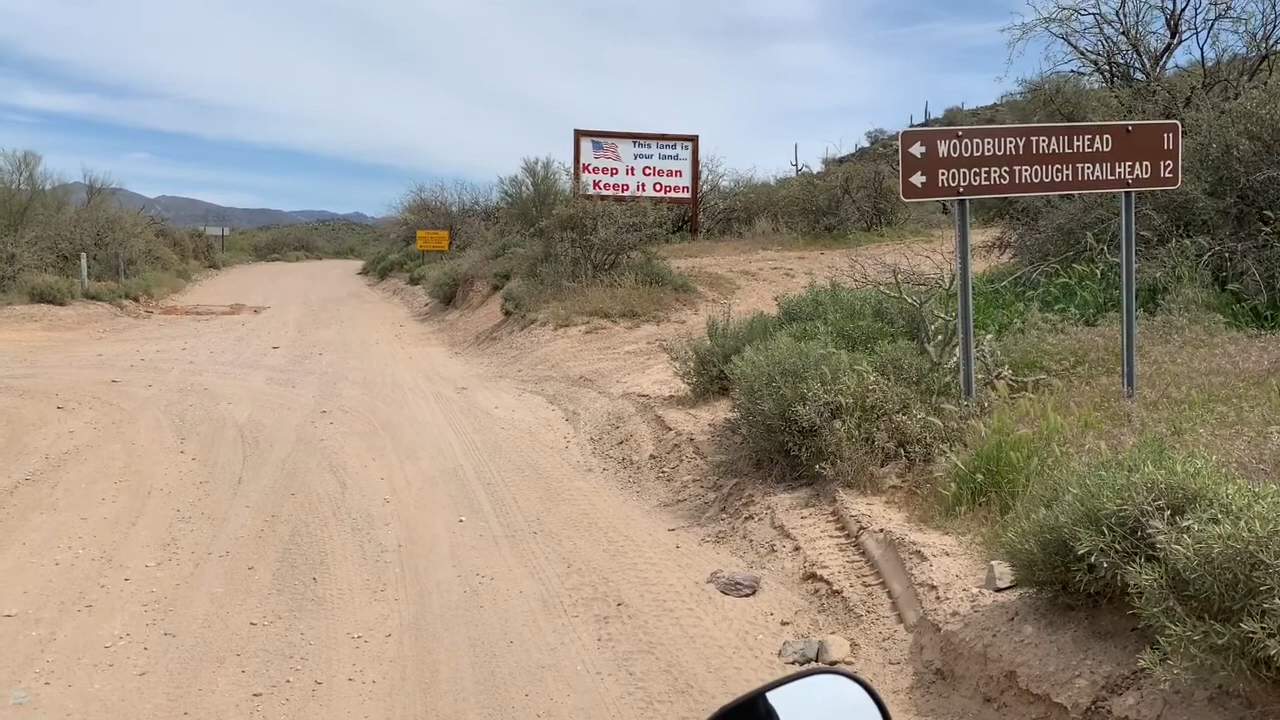 This land is
your land...
Keep it Clean
Keep it Open
WOODBURY TRAILHEAD 11
RODGERS TROUGH TRAILHEAD 12